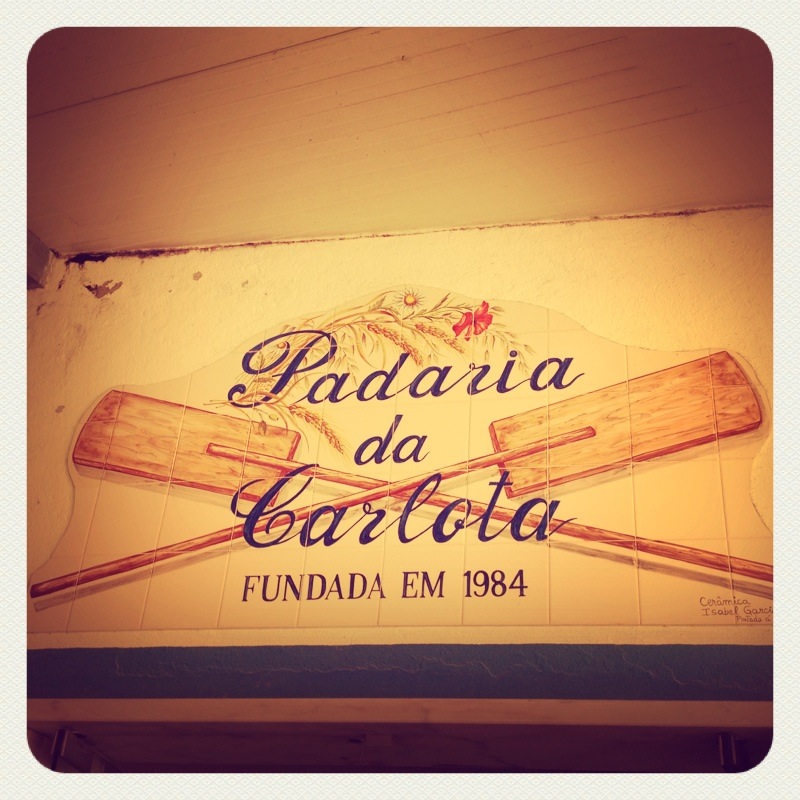 Padaria
da
Carlota
FUNDADA EM 1984
Cerâmica
Isabel Garci